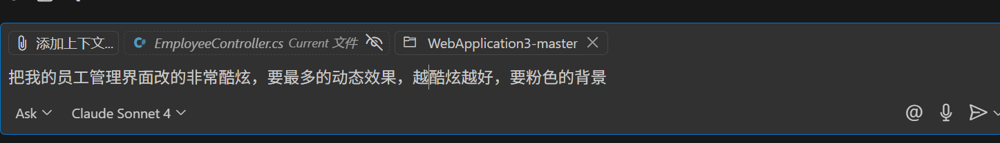 添加上下文... EmployeeController.cs Current 文件 WebApplication3-master
把我的员工管理界面改的非常酷炫，要最多的动态效果，越酷炫越好，要粉色的背景
Ask Claude Sonnet 4